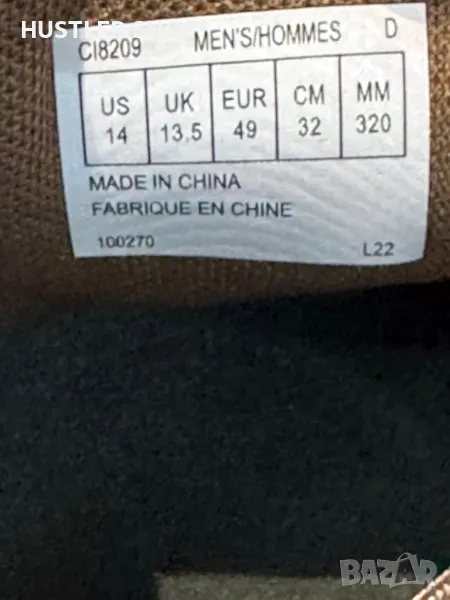 HUSTLER.COM
CI8209 MEN'S/HOMMES D
US UK EUR CM MM
14 13.5 49 32 320
MADE IN CHINA
FABRIQUE EN CHINE
100270 L22
BAZAR